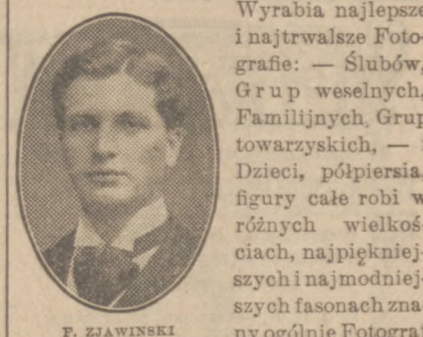 Wyrabia najlepsze
i najtrwalsze Foto-
grafie: — Ślubów,
Grup weselnych,
Familijnych, Grup
towarzyskich, — i
Dzieci, półpiersia,
figury całe robi w
różnych wielkoś-
ciach, najpiękniej-
szych i najmodniej-
szych fasonach zna-
ny ogólnie Fotograf
F. ZJAWINSKI